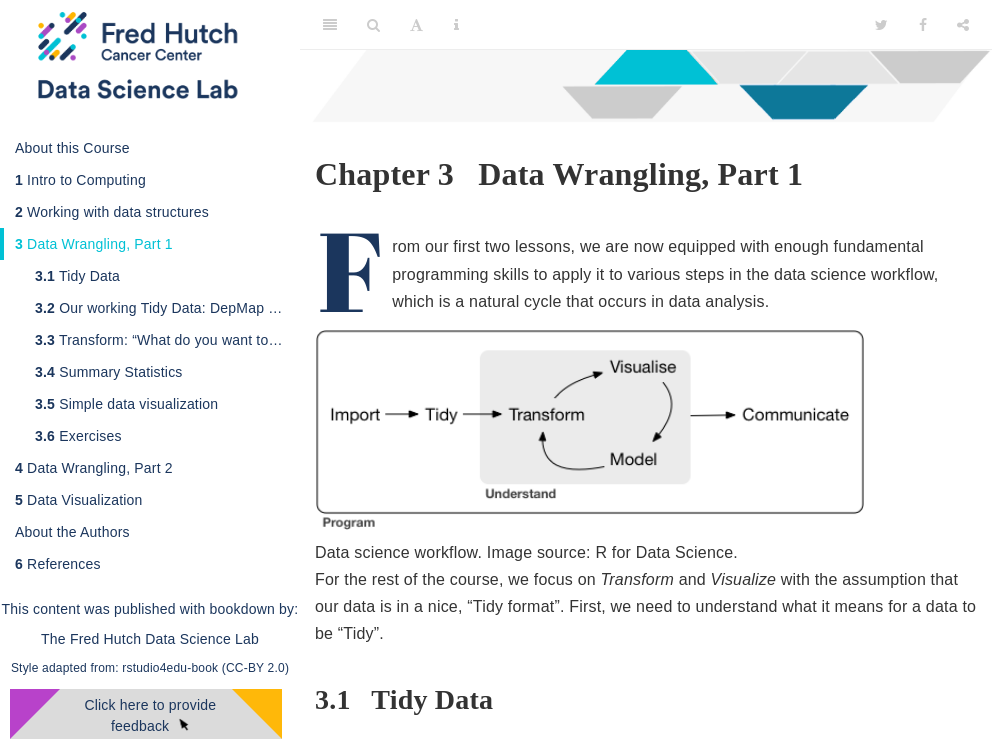 Fred Hutch
Cancer Center
Data Science Lab
About this Course
1 Intro to Computing
2 Working with data structures
3 Data Wrangling, Part 1
3.1 Tidy Data
3.2 Our working Tidy Data: DepMap …
3.3 Transform: “What do you want to…
3.4 Summary Statistics
3.5 Simple data visualization
3.6 Exercises
4 Data Wrangling, Part 2
5 Data Visualization
About the Authors
6 References
This content was published with bookdown by:
The Fred Hutch Data Science Lab
Style adapted from: rstudio4edu-book (CC-BY 2.0)
Click here to provide
feedback
Chapter 3 Data Wrangling, Part 1
From our first two lessons, we are now equipped with enough fundamental
programming skills to apply it to various steps in the data science workflow,
which is a natural cycle that occurs in data analysis.
Import
Tidy
Transform
Visualise
Model
Communicate
Understand
Program
Data science workflow. Image source: R for Data Science.
For the rest of the course, we focus on Transform and Visualize with the assumption that
our data is in a nice, “Tidy format”. First, we need to understand what it means for a data to
be “Tidy”.
3.1 Tidy Data